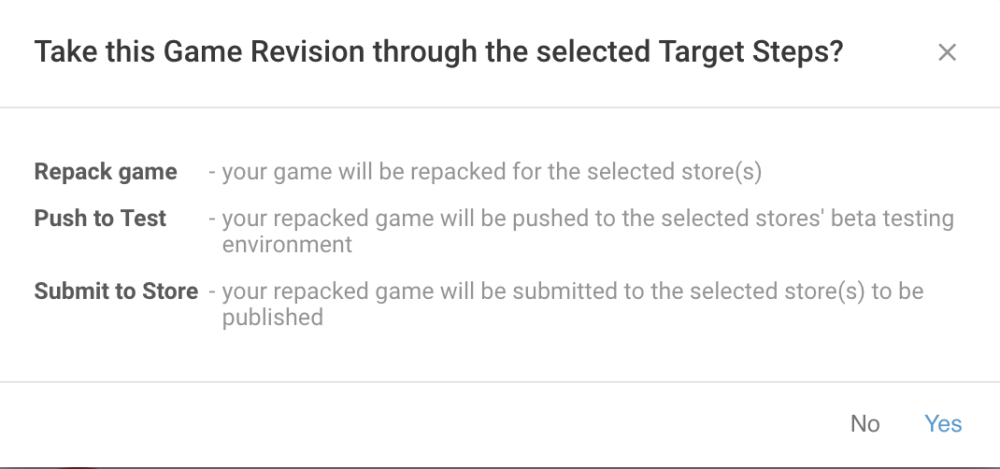 Take this Game Revision through the selected Target Steps?
Repack game - your game will be repacked for the selected store(s)
Push to Test - your repacked game will be pushed to the selected stores' beta testing
environment
Submit to Store - your repacked game will be submitted to the selected store(s) to be
published
No Yes